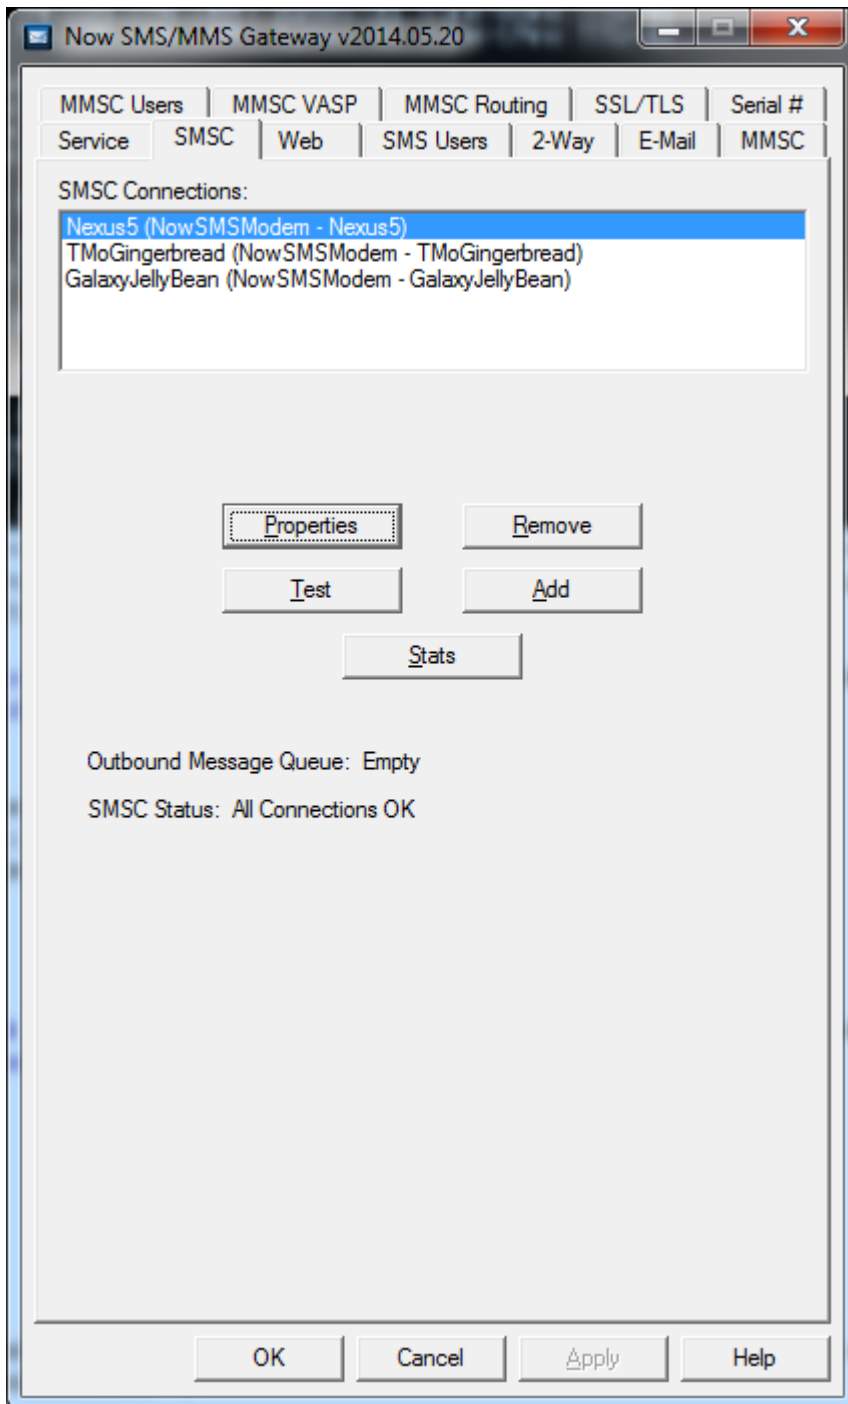 Now SMS/MMS Gateway v2014.05.20
MMSC Users MMSC VASP MMSC Routing SSL/TLS Serial #
Service SMSC Web SMS Users 2-Way E-Mail MMSC
SMSC Connections:
Nexus5 (NowSMSModem - Nexus5)
TMoGingerbread (NowSMSModem - TMoGingerbread)
GalaxyJellyBean (NowSMSModem - GalaxyJellyBean)
Properties Remove
Test Add
Stats
Outbound Message Queue: Empty
SMSC Status: All Connections OK
OK Cancel Apply Help